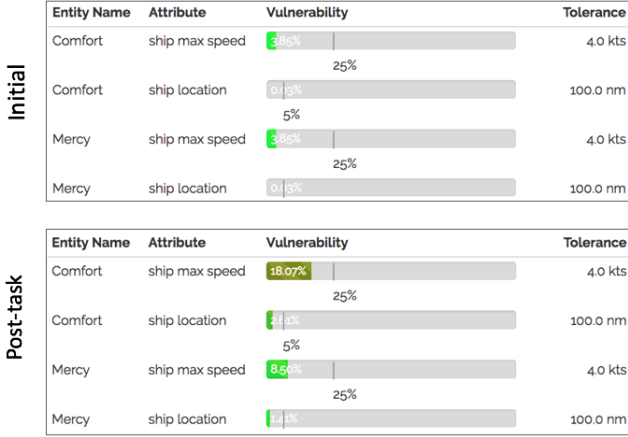 Initial
Entity Name Attribute Vulnerability Tolerance
Comfort ship max speed 3.85% 4.0 kts
25%
Comfort ship location 0.03% 100.0 nm
5%
Mercy ship max speed 3.85% 4.0 kts
25%
Mercy ship location 0.03% 100.0 nm
Post-task
Entity Name Attribute Vulnerability Tolerance
Comfort ship max speed 18.07% 4.0 kts
25%
Comfort ship location 100.0 nm
5%
Mercy ship max speed 8.50% 4.0 kts
25%
Mercy ship location 100.0 nm